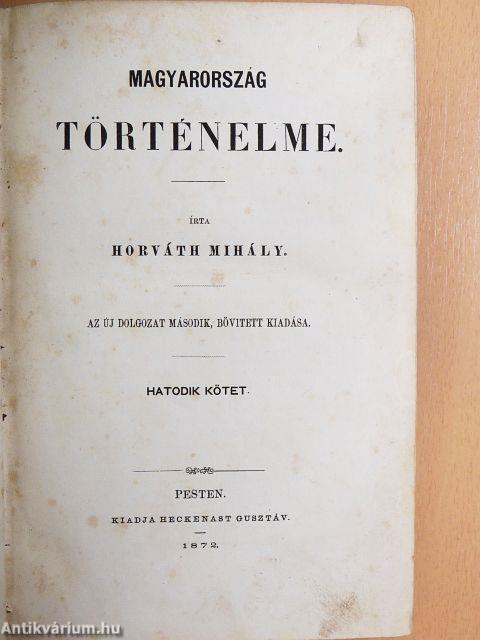 MAGYARORSZÁG
TÖRTÉNELME.
ÍRTA
HORVÁTH MIHÁLY.
AZ ÚJ DOLGOZAT MÁSODIK, BÖVITETT KIADÁSA.
HATODIK KÖTET.
PESTEN.
KIADJA HECKENAST GUSZTÁV.
1872.
Antikvárium.hu